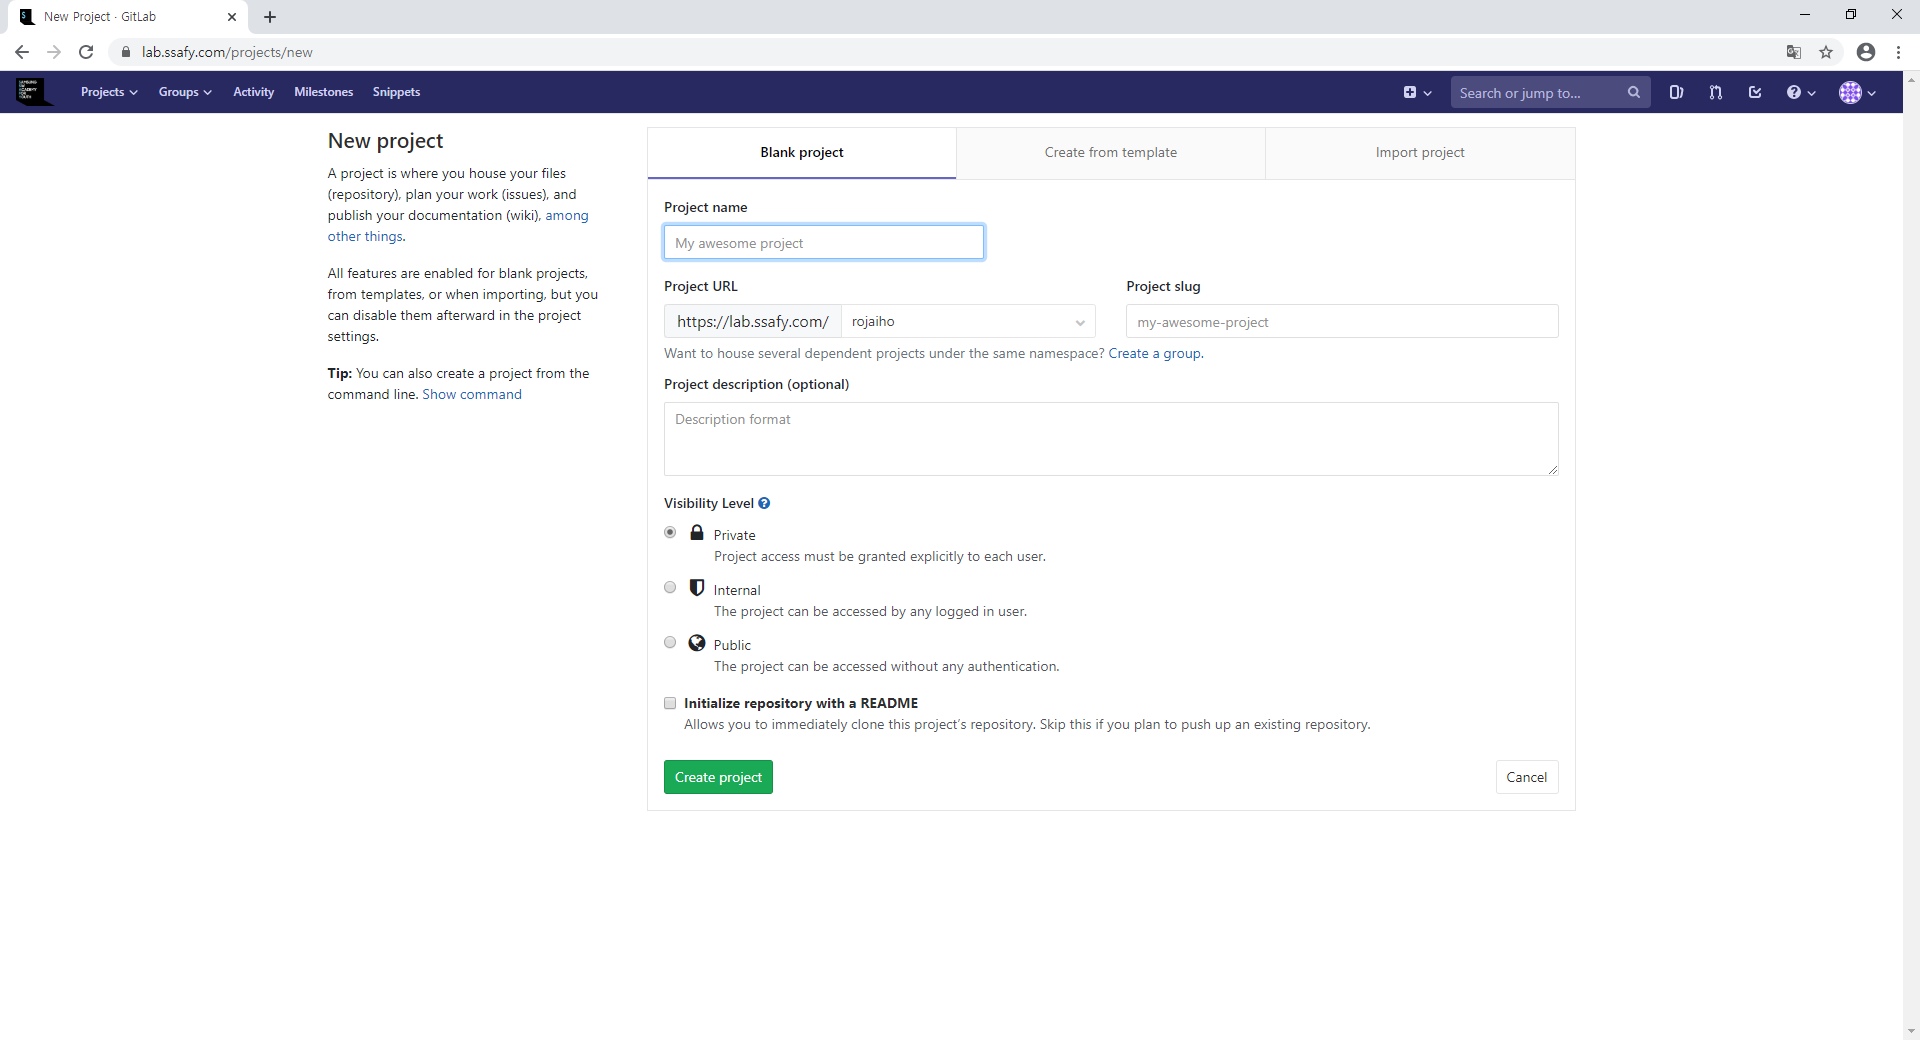 New Project · GitLab
lab.ssafy.com/projects/new
SAMSUNG
SW
ACADEMY
FOR
YOUTH
Projects
Groups
Activity
Milestones
Snippets
Search or jump to...
New project
A project is where you house your files
(repository), plan your work (issues), and
publish your documentation (wiki), among
other things.
All features are enabled for blank projects,
from templates, or when importing, but you
can disable them afterward in the project
settings.
Tip: You can also create a project from the
command line. Show command
Blank project
Create from template
Import project
Project name
My awesome project
Project URL
Project slug
https://lab.ssafy.com/
rojaiho
my-awesome-project
Want to house several dependent projects under the same namespace? Create a group.
Project description (optional)
Description format
Visibility Level
Private
Project access must be granted explicitly to each user.
Internal
The project can be accessed by any logged in user.
Public
The project can be accessed without any authentication.
Initialize repository with a README
Allows you to immediately clone this project’s repository. Skip this if you plan to push up an existing repository.
Create project
Cancel